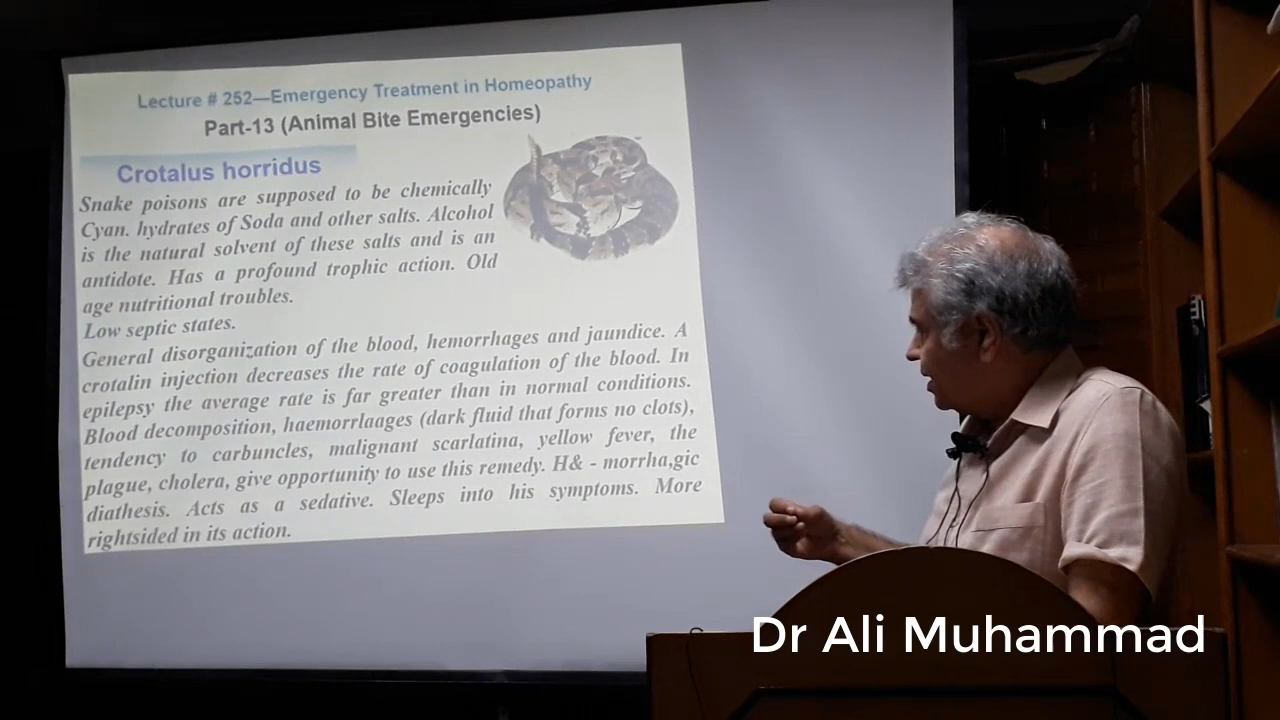 Lecture # 252—Emergency Treatment in Homeopathy
Part-13 (Animal Bite Emergencies)
Crotalus horridus
Snake poisons are supposed to be chemically
Cyan. hydrates of Soda and other salts. Alcohol
is the natural solvent of these salts and is an
antidote. Has a profound trophic action. Old
age nutritional troubles.
Low septic states.
General disorganization of the blood, hemorrhages and jaundice. A
crotalin injection decreases the rate of coagulation of the blood. In
epilepsy the average rate is far greater than in normal conditions.
Blood decomposition, haemorrlaages (dark fluid that forms no clots),
tendency to carbuncles, malignant scarlatina, yellow fever, the
plague, cholera, give opportunity to use this remedy. H& - morrha,gic
diathesis. Acts as a sedative. Sleeps into his symptoms. More
rightsided in its action.
Dr Ali Muhammad